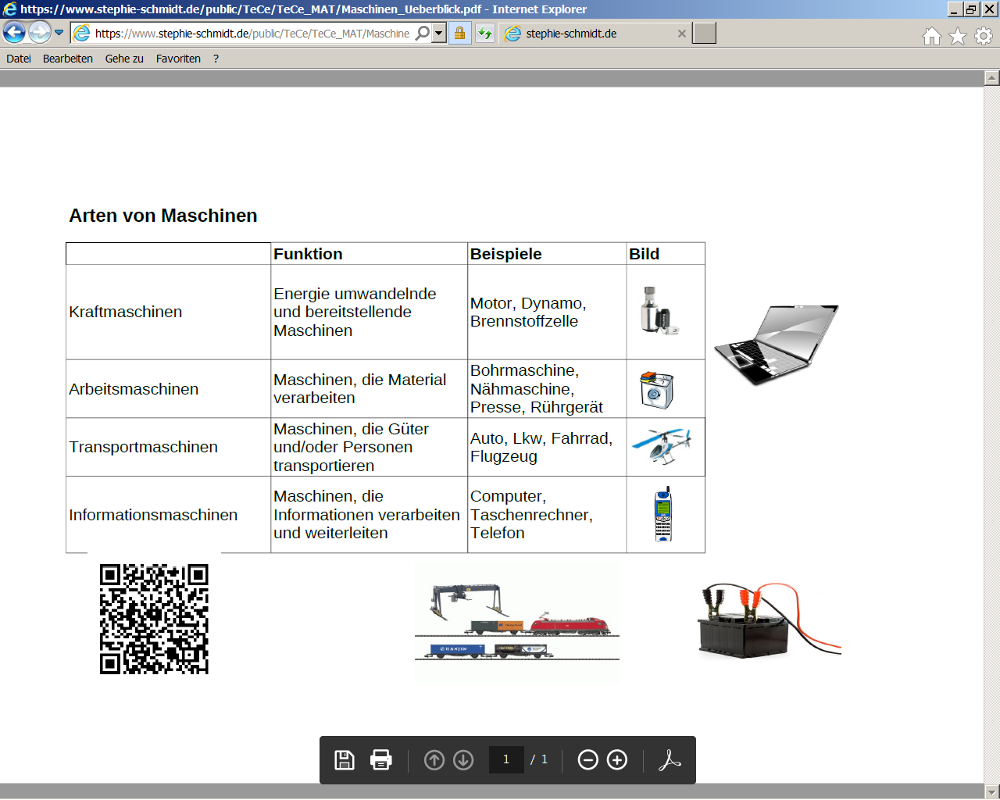 https://www.stephie-schmidt.de/public/TeCe/TeCe_MAT/Maschinen_Ueberblick.pdf - Internet Explorer
https://www.stephie-schmidt.de/public/TeCe/TeCe_MAT/Maschine
stephie-schmidt.de
Datei Bearbeiten Gehe zu Favoriten ?
Arten von Maschinen
Funktion Beispiele Bild
Kraftmaschinen
Energie umwandelnde
und bereitstellende
Maschinen
Motor, Dynamo,
Brennstoffzelle
Arbeitsmaschinen
Maschinen, die Material
verarbeiten
Bohrmaschine,
Nähmaschine,
Presse, Rührgerät
Transportmaschinen
Maschinen, die Güter
und/oder Personen
transportieren
Auto, Lkw, Fahrrad,
Flugzeug
Informationsmaschinen
Maschinen, die
Informationen verarbeiten
und weiterleiten
Computer,
Taschenrechner,
Telefon
HANJIN
1 / 1